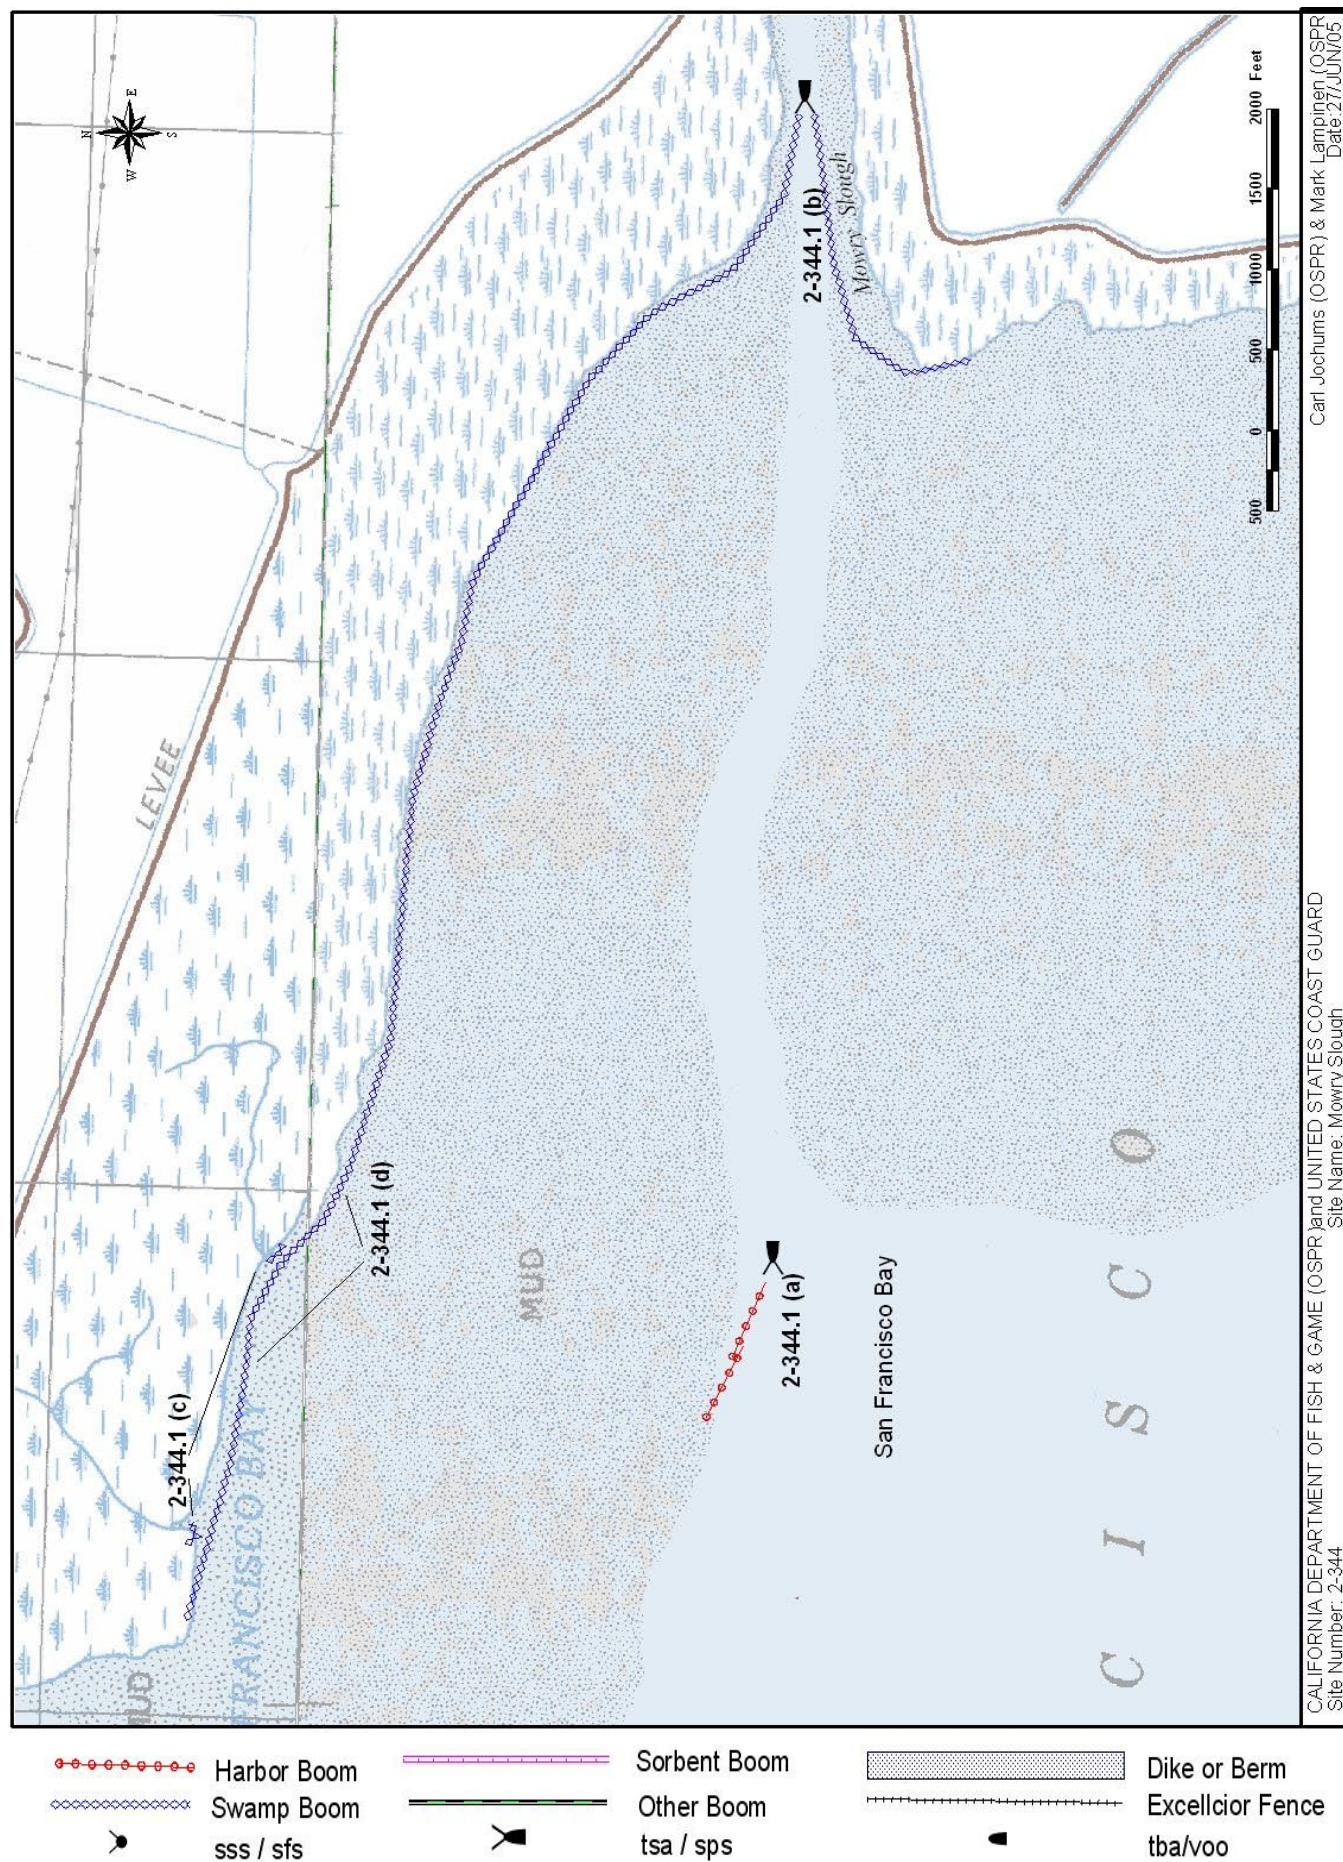 N
E
W
S
LEVEE
2-344.1 (b)
Mowry Slough
500 0 500 1000 1500 2000 Feet
2-344.1 (d)
2-344.1 (c)
MUD
2-344.1 (a)
San Francisco Bay
FRANCISCO BAY
MUD
C I S C O
CALIFORNIA DEPARTMENT OF FISH & GAME (OSPR)and UNITED STATES COAST GUARD
Site Number: 2-344 Site Name: Mowry Slough
Carl Jochums (OSPR) & Mark Lampinen (OSPR
Date:27/JUN/05
Harbor Boom
Swamp Boom
sss / sfs
Sorbent Boom
Other Boom
tsa / sps
Dike or Berm
Excellcior Fence
tba/voo